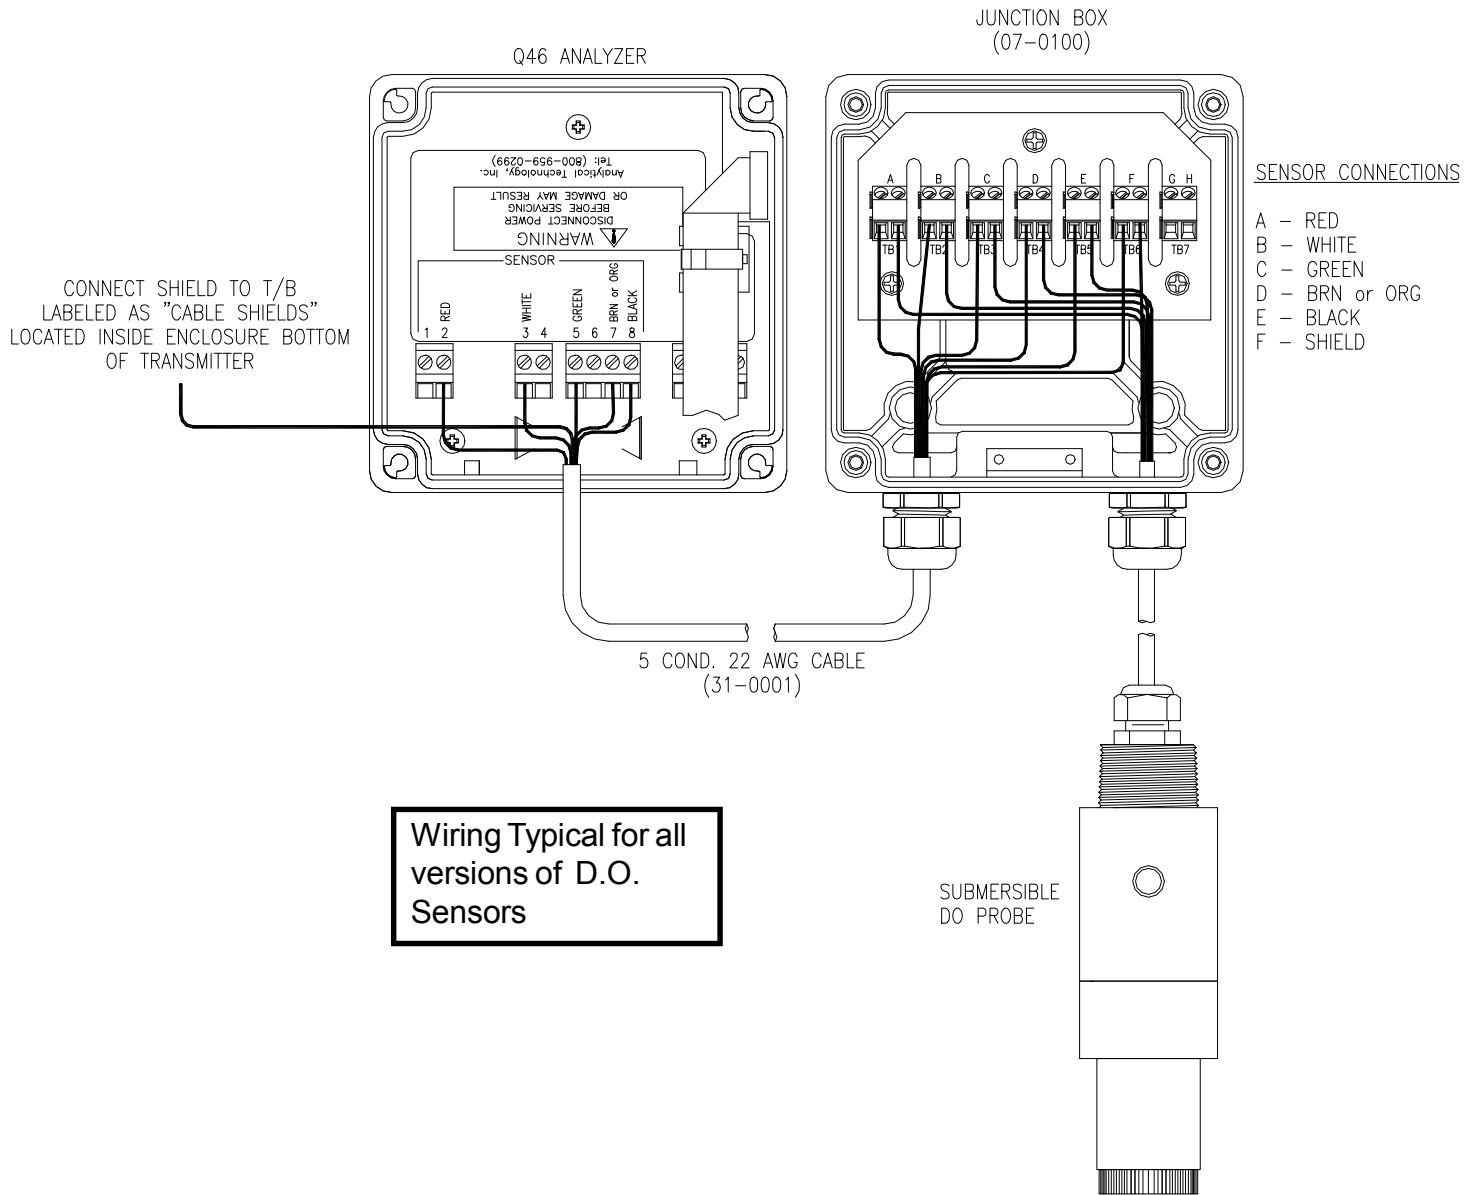 JUNCTION BOX
(07-0100)
Q46 ANALYZER
Analytical Technology, Inc.
Tel: (800-959-0299)
WARNING
DISCONNECT POWER
BEFORE SERVICING
OR DAMAGE MAY RESULT
SENSOR
RED
WHITE
GREEN
BRN or ORG
BLACK
1 2 3 4 5 6 7 8
CONNECT SHIELD TO T/B
LABELED AS "CABLE SHIELDS"
LOCATED INSIDE ENCLOSURE BOTTOM
OF TRANSMITTER
A B C D E F G H
TB1 TB2 TB3 TB4 TB5 TB6 TB7
SENSOR CONNECTIONS
A - RED
B - WHITE
C - GREEN
D - BRN or ORG
E - BLACK
F - SHIELD
5 COND. 22 AWG CABLE
(31-0001)
Wiring Typical for all
versions of D.O.
Sensors
SUBMERSIBLE
DO PROBE